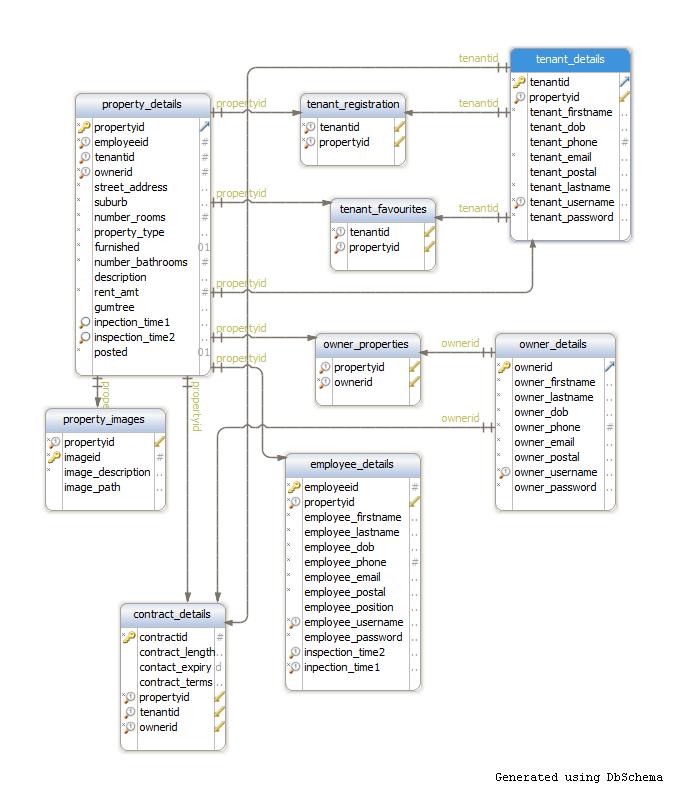 tenantid
tenant_details
tenantid
propertyid
tenant_firstname
tenant_dob
tenant_phone
tenant_email
tenant_postal
tenant_lastname
tenant_username
tenant_password
property_details
propertyid
employeeid
tenantid
ownerid
street_address
suburb
number_rooms
property_type
furnished 01
number_bathrooms
description
rent_amt
gumtree
inpection_time1
inspection_time2
posted 01
propertyid
tenant_registration
tenantid
tenantid
propertyid
propertyid
tenant_favourites
tenantid
tenantid
propertyid
propertyid
propertyid
owner_properties
ownerid
propertyid
ownerid
propertyid
owner_details
ownerid
owner_firstname
owner_lastname
owner_dob
owner_phone
owner_email
owner_postal
owner_username
owner_password
prope
propertyid
ownerid
property_images
propertyid
imageid
image_description
image_path
employee_details
employeeid
propertyid
employee_firstname
employee_lastname
employee_dob
employee_phone
employee_email
employee_postal
employee_position
employee_username
employee_password
inspection_time2
inpection_time1
contract_details
contractid
contract_length
contact_expiry d
contract_terms
propertyid
tenantid
ownerid
Generated using DbSchema